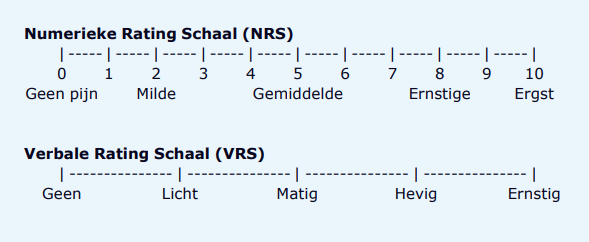 Numerieke Rating Schaal (NRS)
| ----- | ----- | ----- | ----- | ----- | ----- | ----- | ----- | ----- | ----- |
0 1 2 3 4 5 6 7 8 9 10
Geen pijn Milde Gemiddelde Ernstige Ergst
Verbale Rating Schaal (VRS)
| --------------- | --------------- | --------------- | --------------- |
Geen Licht Matig Hevig Ernstig